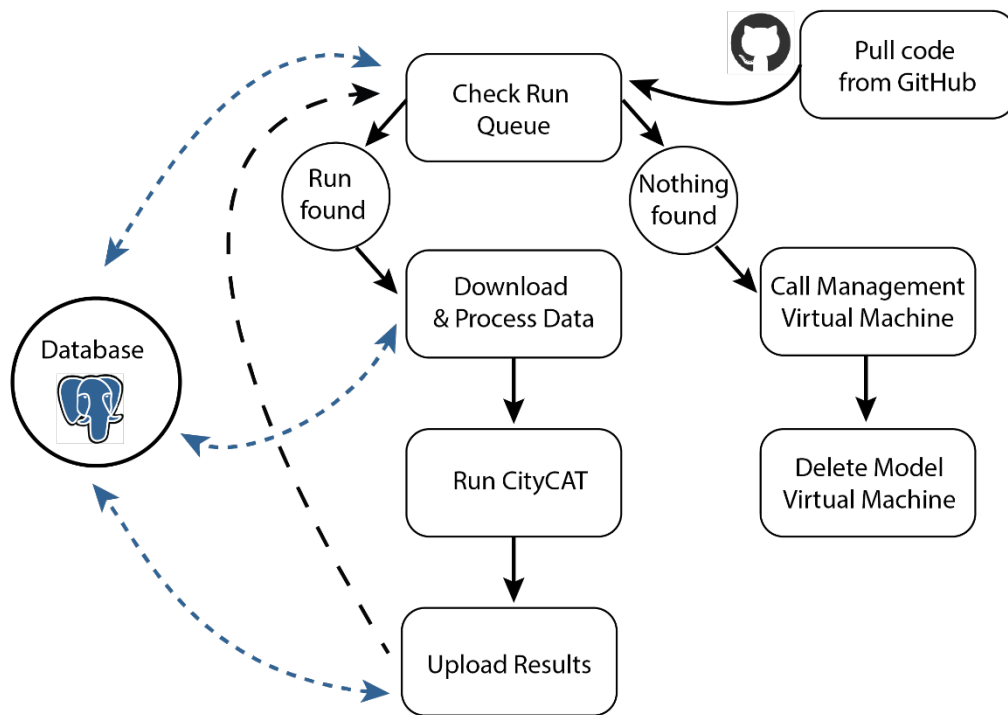 Pull code
from GitHub
Check Run
Queue
Run
found
Nothing
found
Download
& Process Data
Call Management
Virtual Machine
Database
Run CityCAT
Delete Model
Virtual Machine
Upload Results